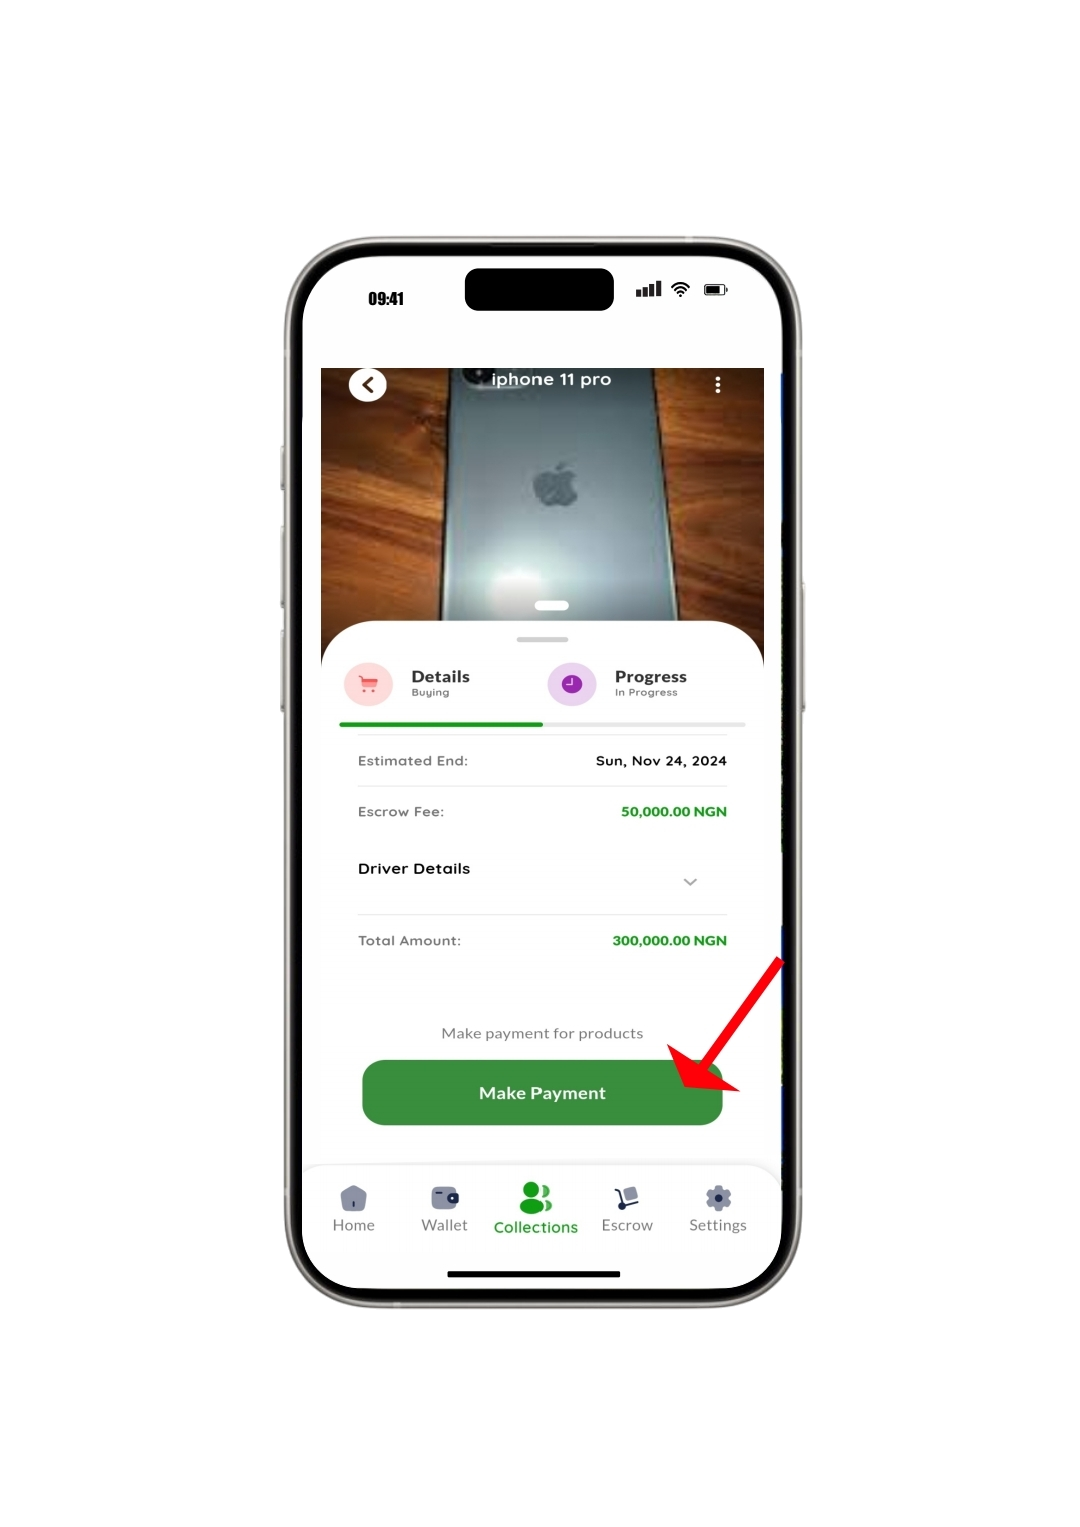 09:41
iphone 11 pro
Details
Buying
Progress
In Progress
Estimated End: Sun, Nov 24, 2024
Escrow Fee: 50,000.00 NGN
Driver Details
Total Amount: 300,000.00 NGN
Make payment for products
Make Payment
Home Wallet Collections Escrow Settings